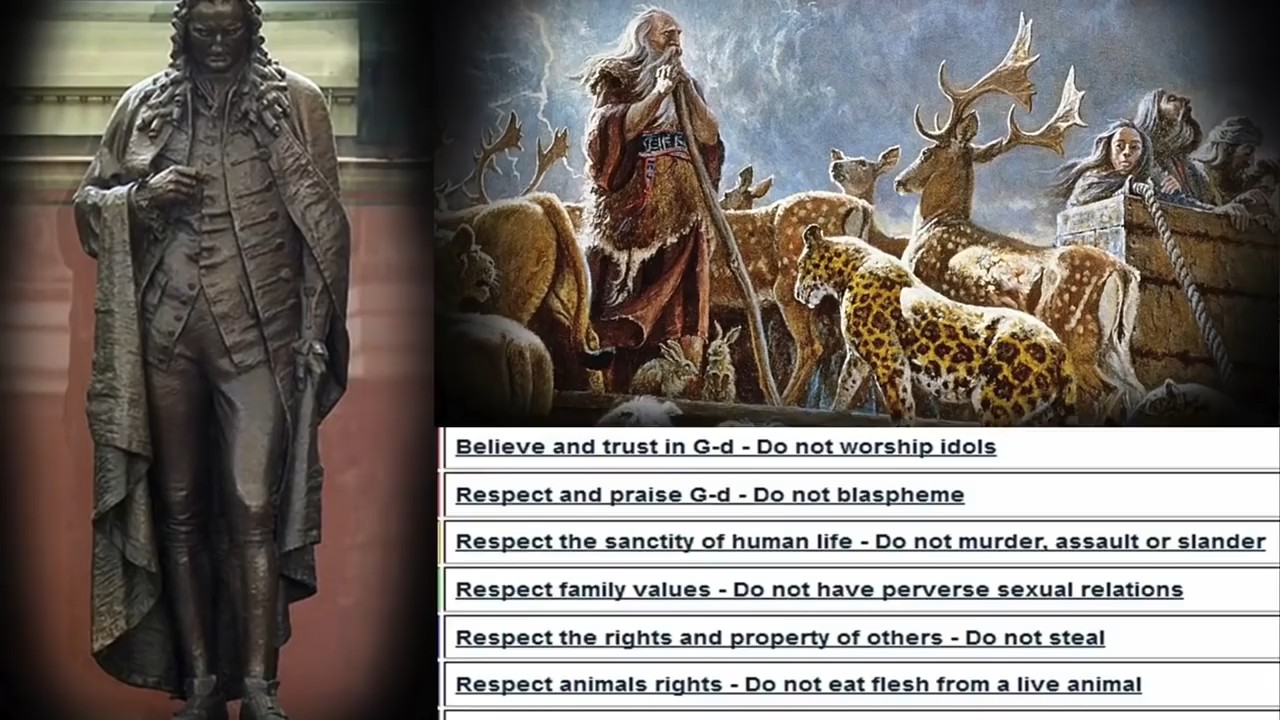 Believe and trust in G-d - Do not worship idols
Respect and praise G-d - Do not blaspheme
Respect the sanctity of human life - Do not murder, assault or slander
Respect family values - Do not have perverse sexual relations
Respect the rights and property of others - Do not steal
Respect animals rights - Do not eat flesh from a live animal